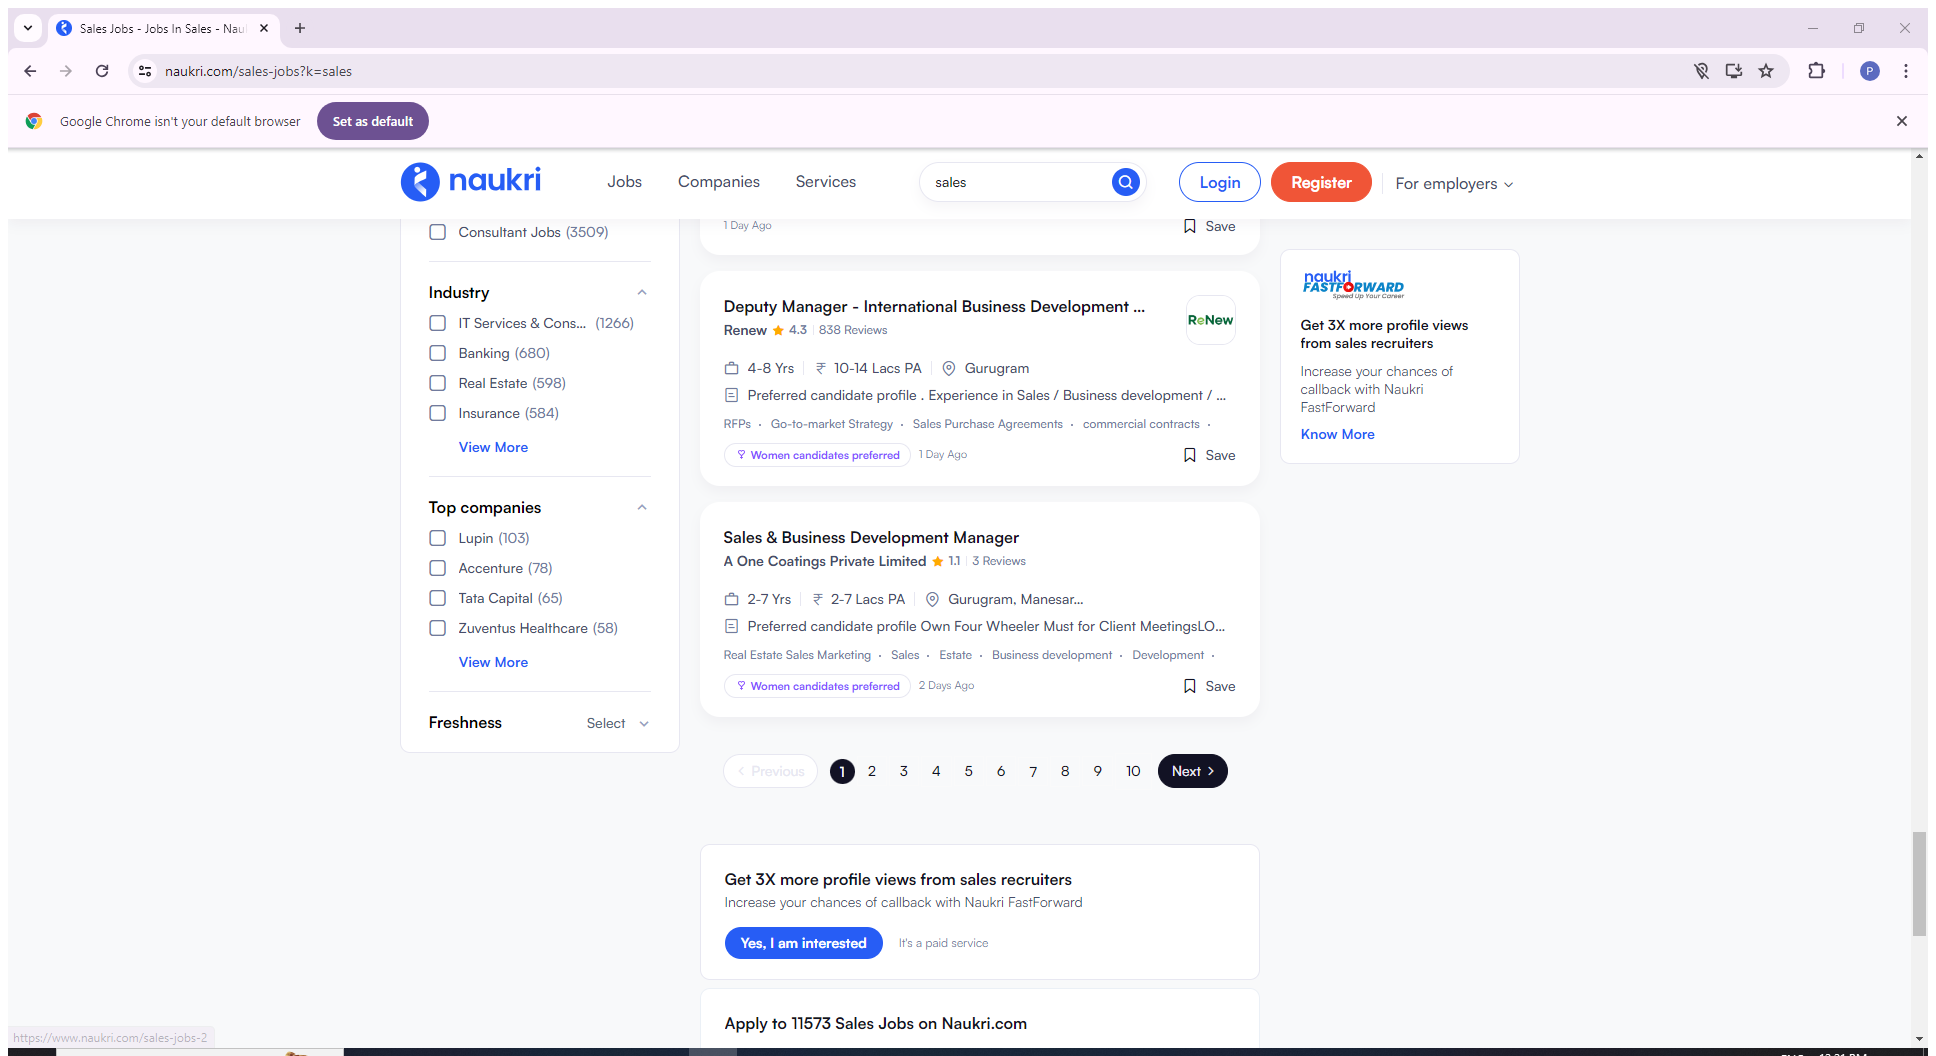 Sales Jobs - Jobs In Sales - Nau
naukri.com/sales-jobs?k=sales
P
Google Chrome isn't your default browser
Set as default
naukri
Jobs
Companies
Services
sales
Login
Register
For employers
Consultant Jobs (3509)
Industry
IT Services & Cons... (1266)
Banking (680)
Real Estate (598)
Insurance (584)
View More
Top companies
Lupin (103)
Accenture (78)
Tata Capital (65)
Zuventus Healthcare (58)
View More
Freshness
Select
1 Day Ago
Save
Deputy Manager - International Business Development ...
Renew 4.3 838 Reviews
ReNew
4-8 Yrs
10-14 Lacs PA
Gurugram
Preferred candidate profile . Experience in Sales / Business development / ...
RFPs · Go-to-market Strategy · Sales Purchase Agreements · commercial contracts ·
Women candidates preferred
1 Day Ago
Save
Sales & Business Development Manager
A One Coatings Private Limited 1.1 3 Reviews
2-7 Yrs
₹ 2-7 Lacs PA
Gurugram, Manesar...
Preferred candidate profile Own Four Wheeler Must for Client MeetingsLO...
Real Estate Sales Marketing · Sales · Estate · Business development · Development ·
Women candidates preferred
2 Days Ago
Save
Previous 1 2 3 4 5 6 7 8 9 10 Next
Get 3X more profile views from sales recruiters
Increase your chances of callback with Naukri FastForward
Yes, I am interested
It's a paid service
Apply to 11573 Sales Jobs on Naukri.com
naukri
FASTFORWARD
Speed Up Your Career
Get 3X more profile views
from sales recruiters
Increase your chances of
callback with Naukri
FastForward
Know More
https://www.naukri.com/sales-jobs-2